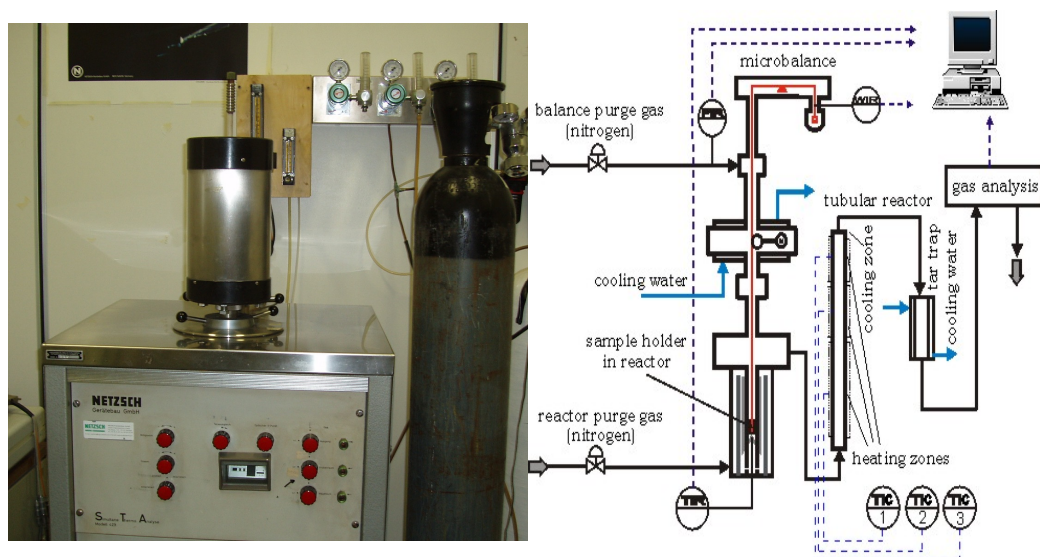 NETZSCH
Gerätebau GmbH
NETZSCH
Simultane Thermo Analyse
microbalance
balance purge gas
(nitrogen)
PIR
WIR
gas analysis
tubular reactor
cooling zone
tar trap
cooling water
cooling water
sample holder
in reactor
reactor purge gas
(nitrogen)
heating zones
TIR
TIC
1
TIC
2
TIC
3